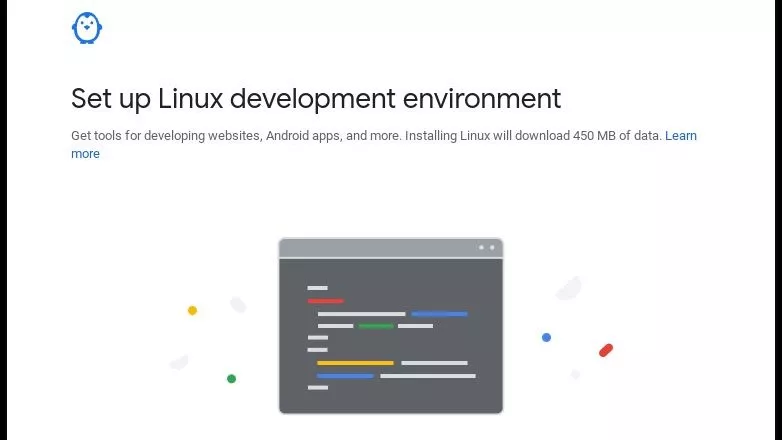 Set up Linux development environment
Get tools for developing websites, Android apps, and more. Installing Linux will download 450 MB of data. Learn
more